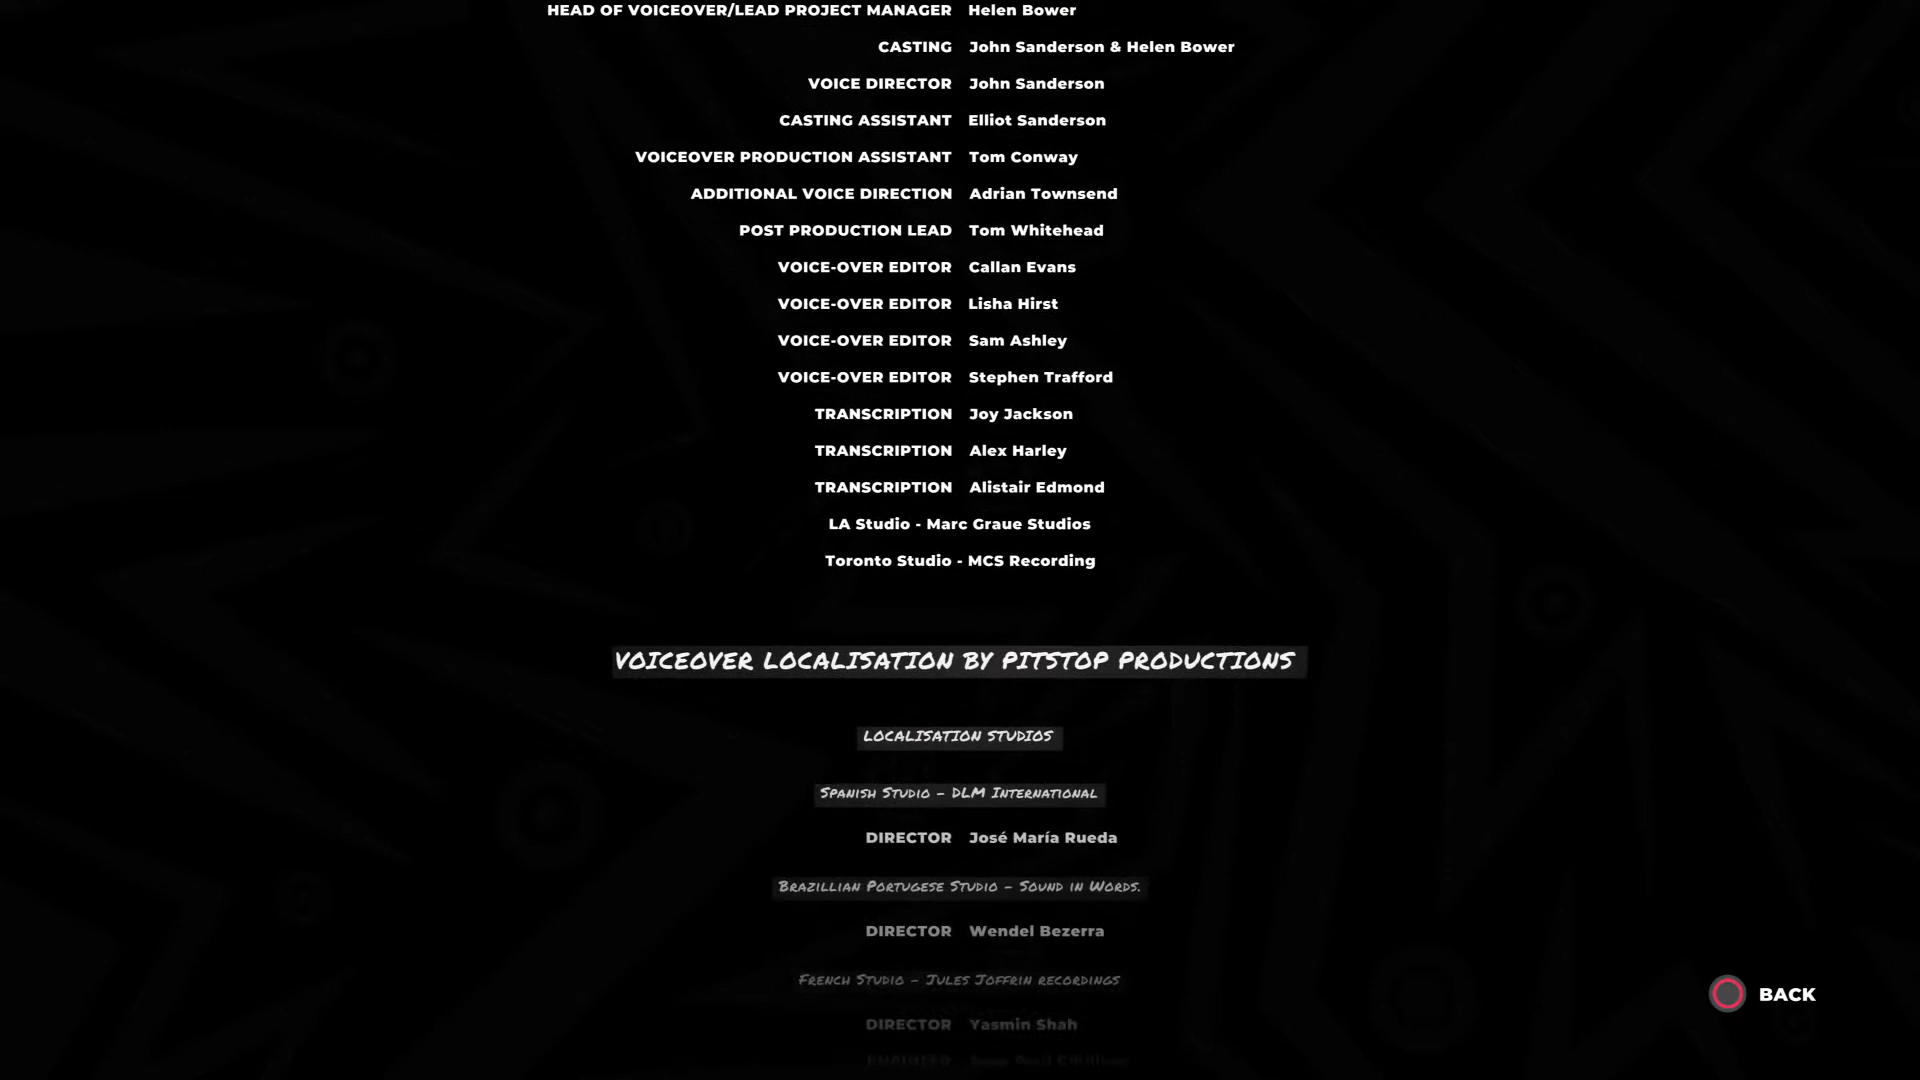 HEAD OF VOICEOVER/LEAD PROJECT MANAGER Helen Bower
CASTING John Sanderson & Helen Bower
VOICE DIRECTOR John Sanderson
CASTING ASSISTANT Elliot Sanderson
VOICEOVER PRODUCTION ASSISTANT Tom Conway
ADDITIONAL VOICE DIRECTION Adrian Townsend
POST PRODUCTION LEAD Tom Whitehead
VOICE-OVER EDITOR Callan Evans
VOICE-OVER EDITOR Lisha Hirst
VOICE-OVER EDITOR Sam Ashley
VOICE-OVER EDITOR Stephen Trafford
TRANSCRIPTION Joy Jackson
TRANSCRIPTION Alex Harley
TRANSCRIPTION Alistair Edmond
LA Studio - Marc Graue Studios
Toronto Studio - MCS Recording
VOICEOVER LOCALISATION BY PITSTOP PRODUCTIONS
LOCALISATION STUDIOS
Spanish Studio - DLM International
DIRECTOR José María Rueda
Brazillian Portugese Studio - Sound in Words.
DIRECTOR Wendel Bezerra
French Studio - Jules Joffrin recordings
DIRECTOR Yasmin Shah
ENGINEER
BACK